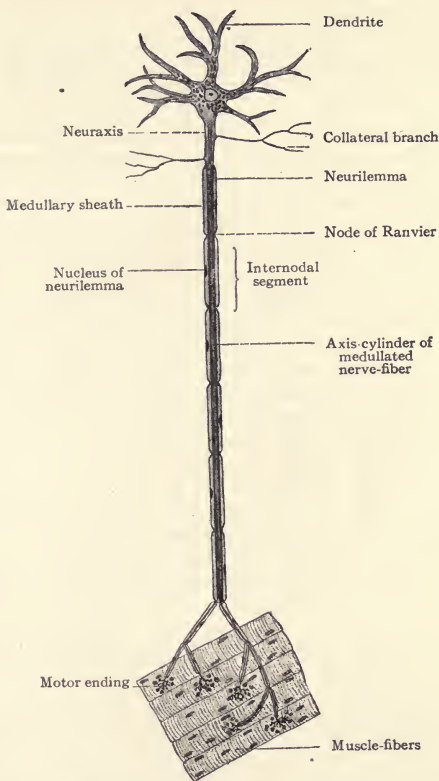 Dendrite
Neuraxis
Collateral branch
Neurilemma
Medullary sheath
Node of Ranvier
Nucleus of
neurilemma
Internodal
segment
Axis-cylinder of
medullated
nerve-fiber
Motor ending
Muscle-fibers